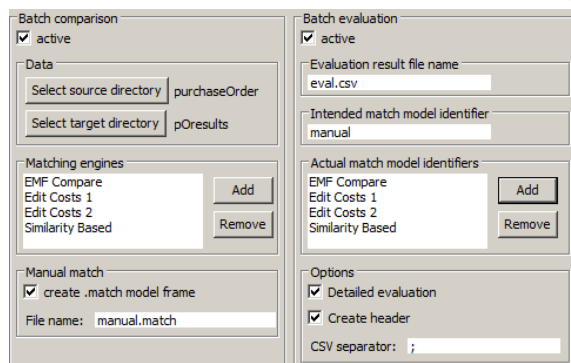 Batch comparison
active
Data
Select source directory purchaseOrder
Select target directory pOresults
Matching engines
EMF Compare
Edit Costs 1
Edit Costs 2
Similarity Based
Add
Remove
Manual match
create .match model frame
File name: manual.match
Batch evaluation
active
Evaluation result file name
eval.csv
Intended match model identifier
manual
Actual match model identifiers
EMF Compare
Edit Costs 1
Edit Costs 2
Similarity Based
Add
Remove
Options
Detailed evaluation
Create header
CSV separator: ;